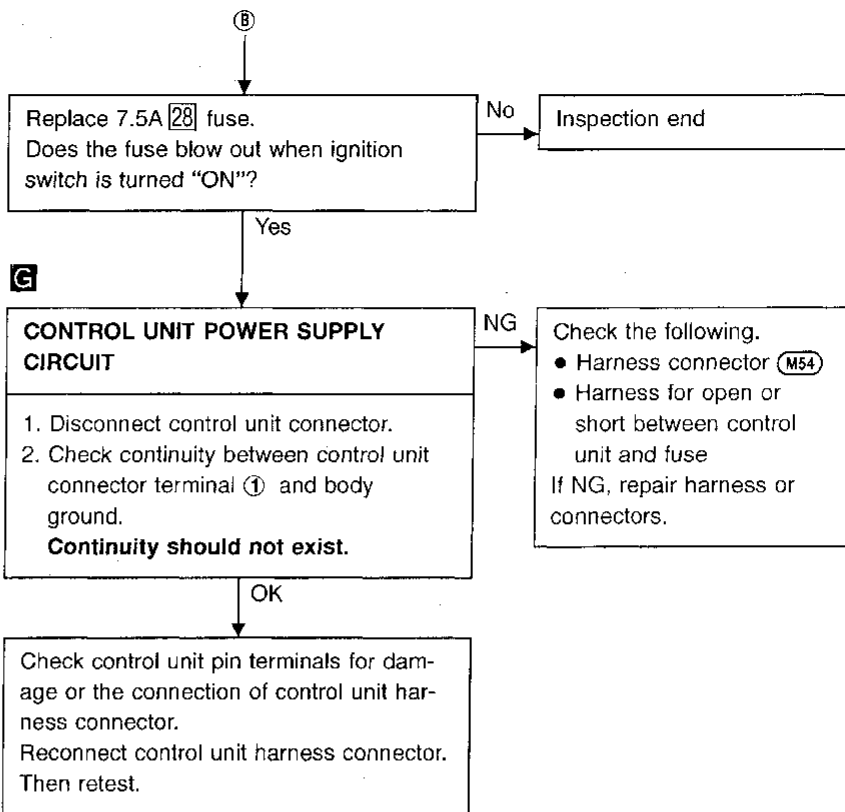 Ⓑ
Replace 7.5A 28 fuse.
Does the fuse blow out when ignition
switch is turned “ON”?
No
Inspection end
Yes
G
CONTROL UNIT POWER SUPPLY
CIRCUIT
1. Disconnect control unit connector.
2. Check continuity between control unit
connector terminal ① and body
ground.
Continuity should not exist.
NG
Check the following.
● Harness connector M54
● Harness for open or
short between control
unit and fuse
If NG, repair harness or
connectors.
OK
Check control unit pin terminals for dam-
age or the connection of control unit har-
ness connector.
Reconnect control unit harness connector.
Then retest.